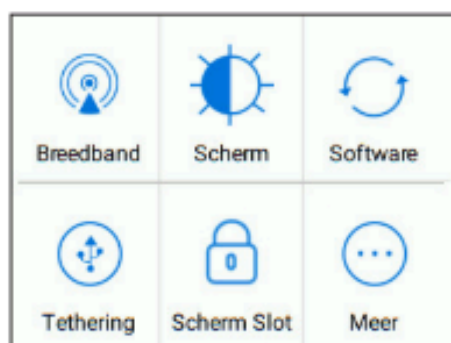 Breedband
Scherm
Software
Tethering
Scherm Slot
Meer